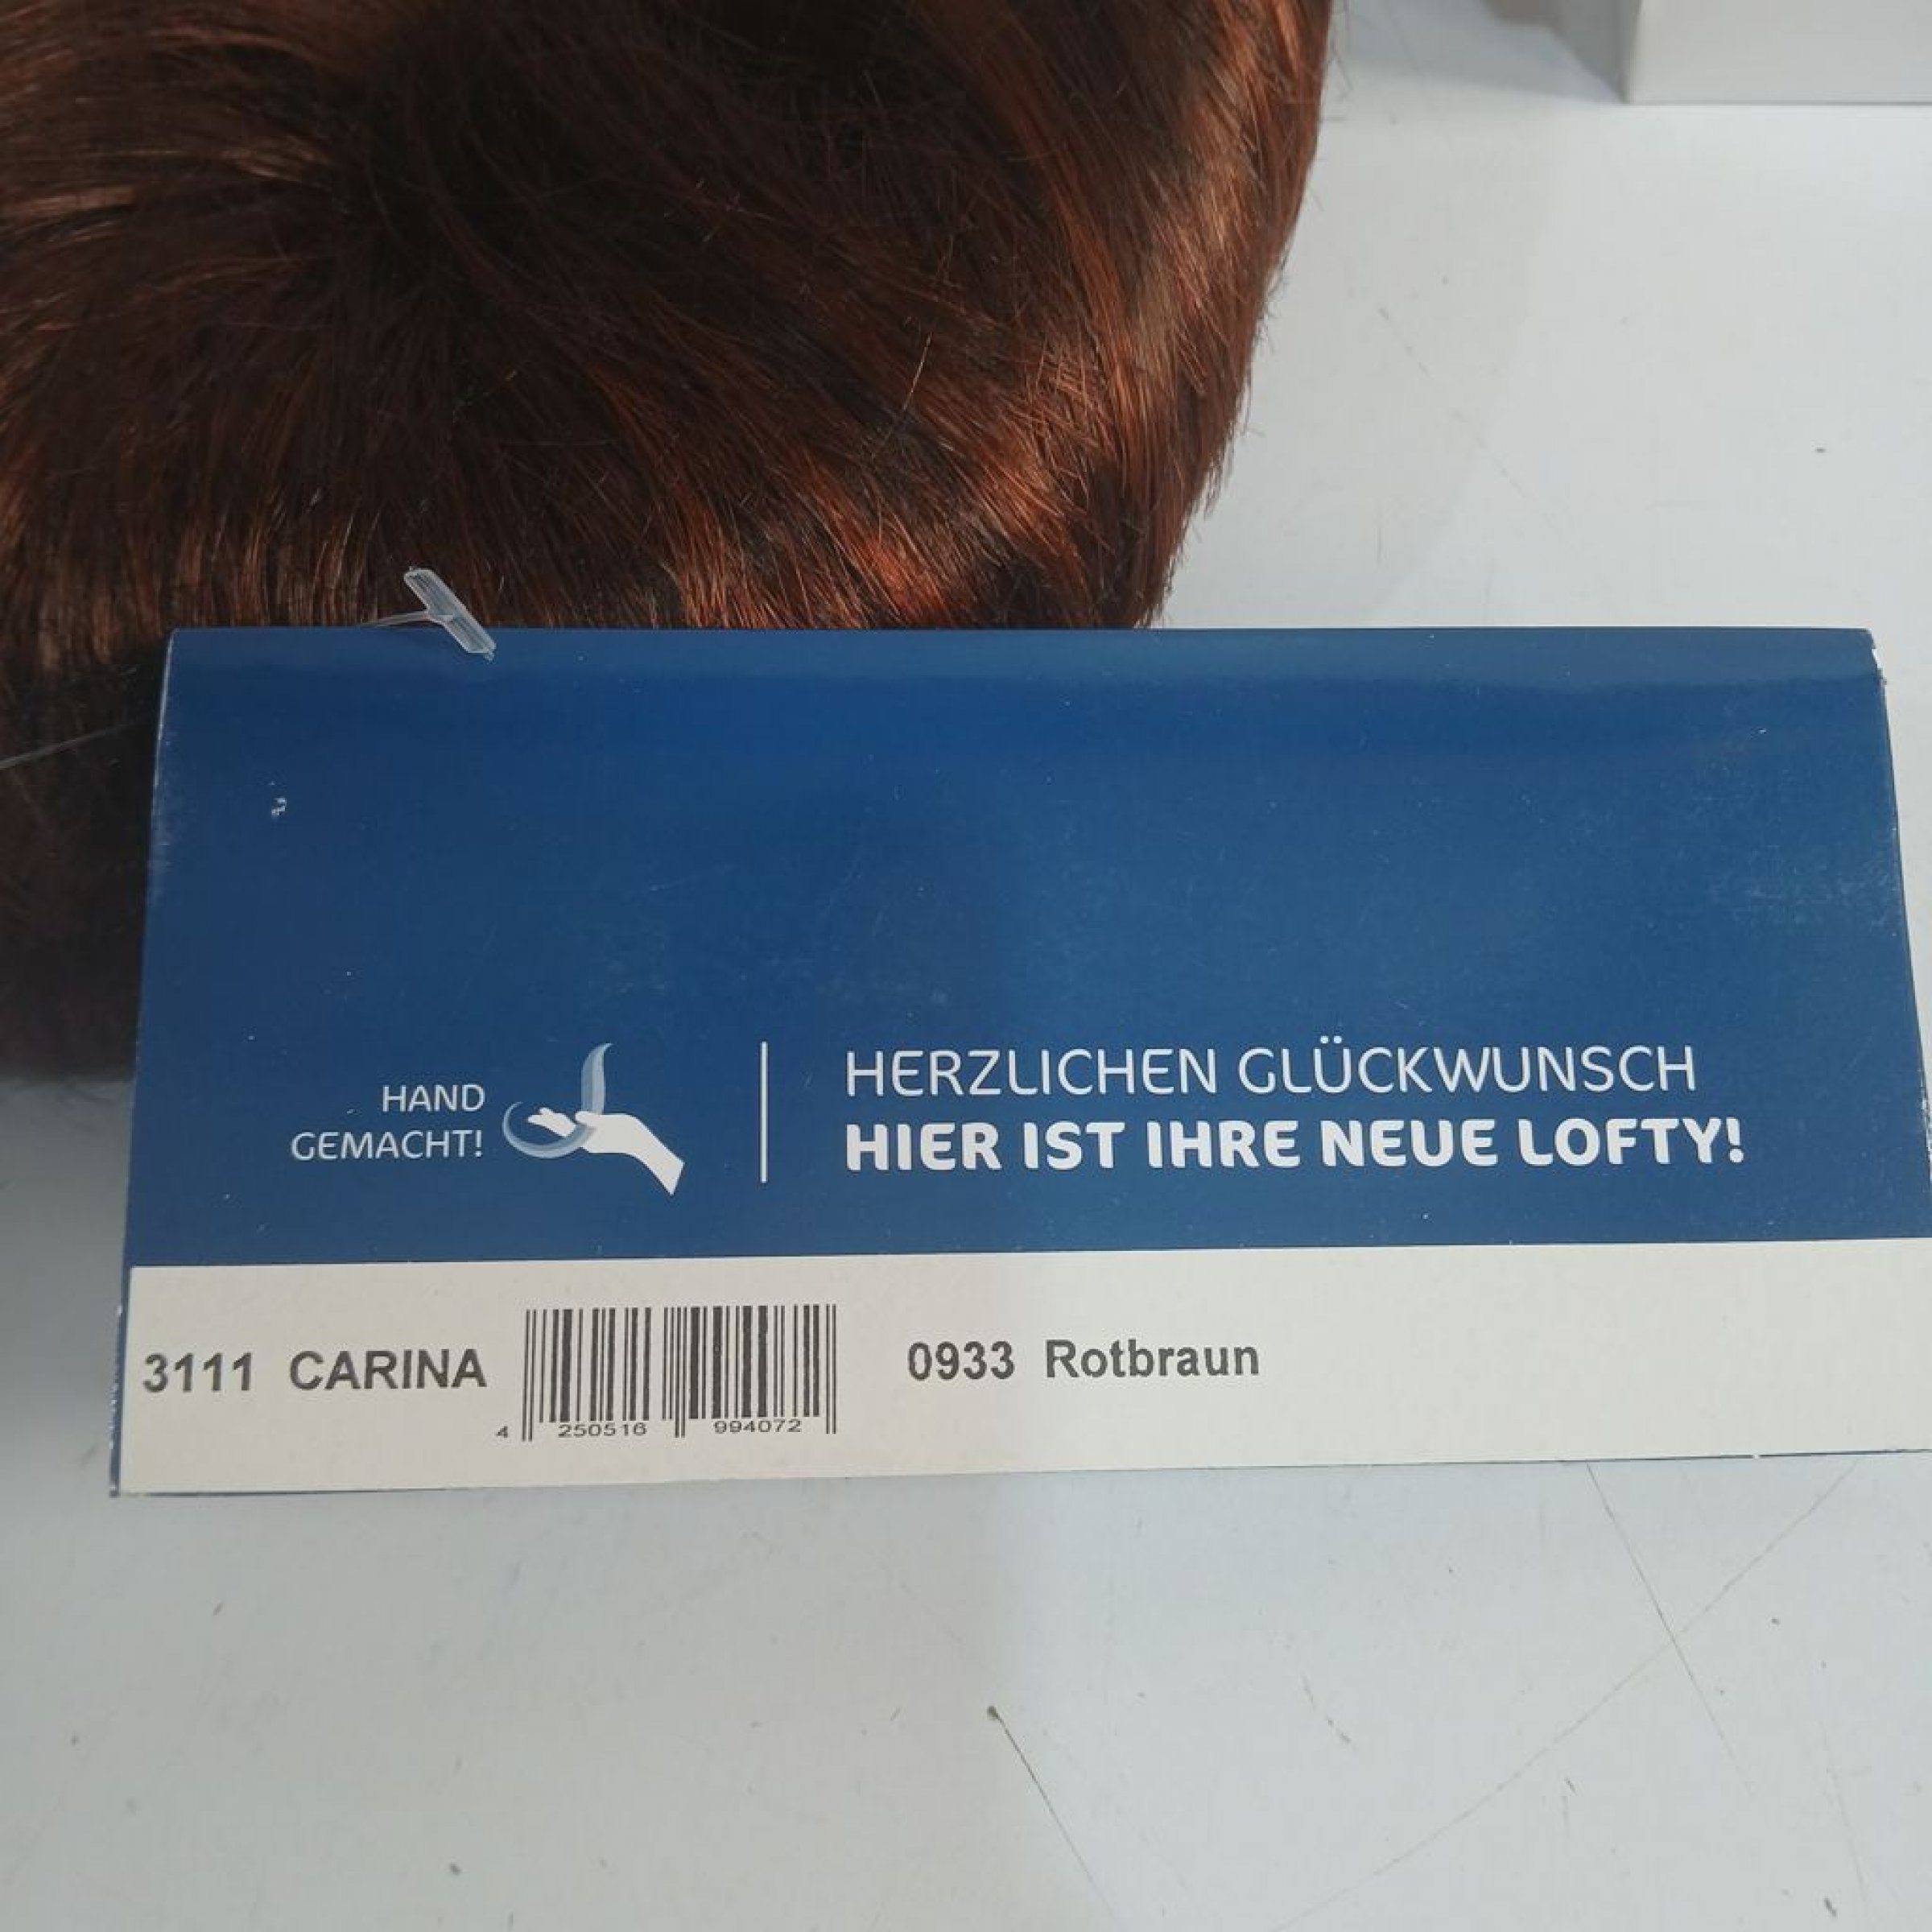 HAND
GEMACHT!
HERZLICHEN GLÜCKWUNSCH
HIER IST IHRE NEUE LOFTY!
3111 CARINA
4 250516 994072
0933 Rotbraun